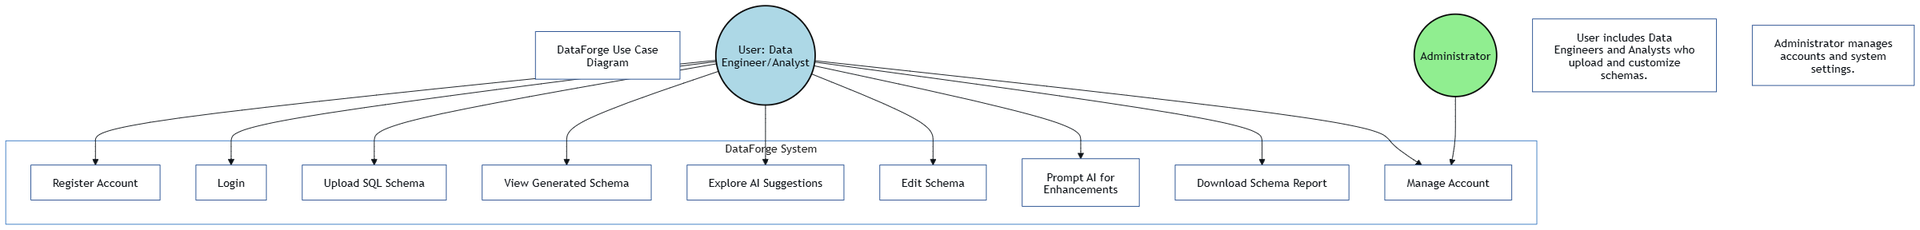 DataForge Use Case
Diagram
User: Data
Engineer/Analyst
Administrator
User includes Data
Engineers and Analysts who
upload and customize
schemas.
Administrator manages
accounts and system
settings.
DataForge System
Register Account
Login
Upload SQL Schema
View Generated Schema
Explore AI Suggestions
Edit Schema
Prompt AI for
Enhancements
Download Schema Report
Manage Account